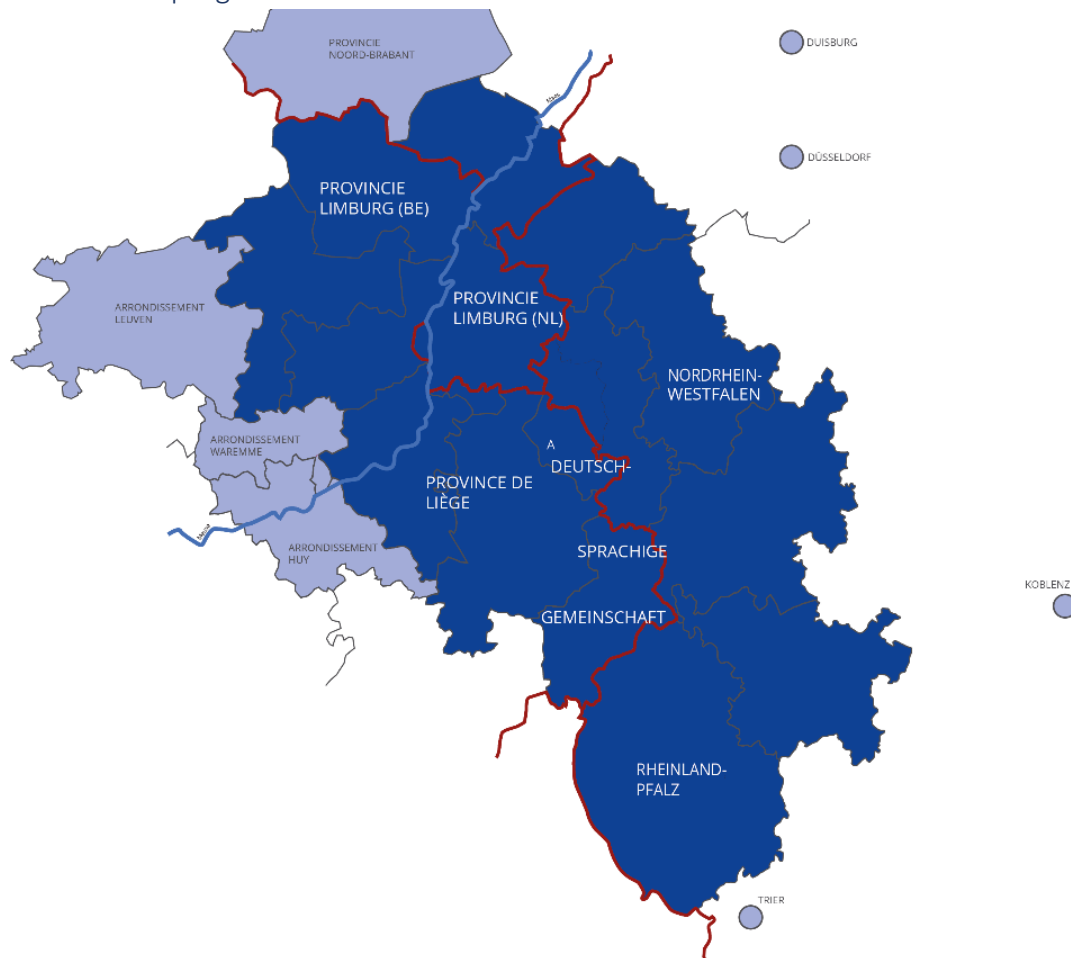 PROVINCIE
NOORD-BRABANT
DUISBURG
DÜSSELDORF
PROVINCIE
LIMBURG (BE)
PROVINCIE
LIMBURG (NL)
ARRONDISSEMENT
LEUVEN
NORDRHEIN-
WESTFALEN
ARRONDISSEMENT
WAREMME
A
DEUTSCH-
PROVINCE DE
LIÈGE
ARRONDISSEMENT
HUY
SPRACHIGE
KOBLENZ
GEMEINSCHAFT
RHEINLAND-
PFALZ
TRIER